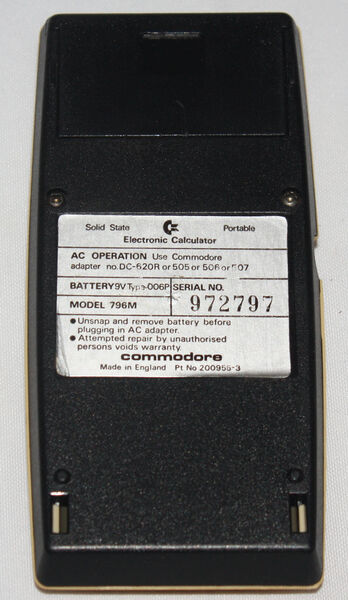 Solid State Portable
Electronic Calculator
AC OPERATION Use Commodore
adapter no.DC-620R or 505 or 506 or 507
BATTERY 9V Type-006P SERIAL NO.
MODEL 796M 972797
● Unsnap and remove battery before
plugging in AC adapter.
● Attempted repair by unauthorised
persons voids warranty.
commodore
Made in England Pt No 200955-3